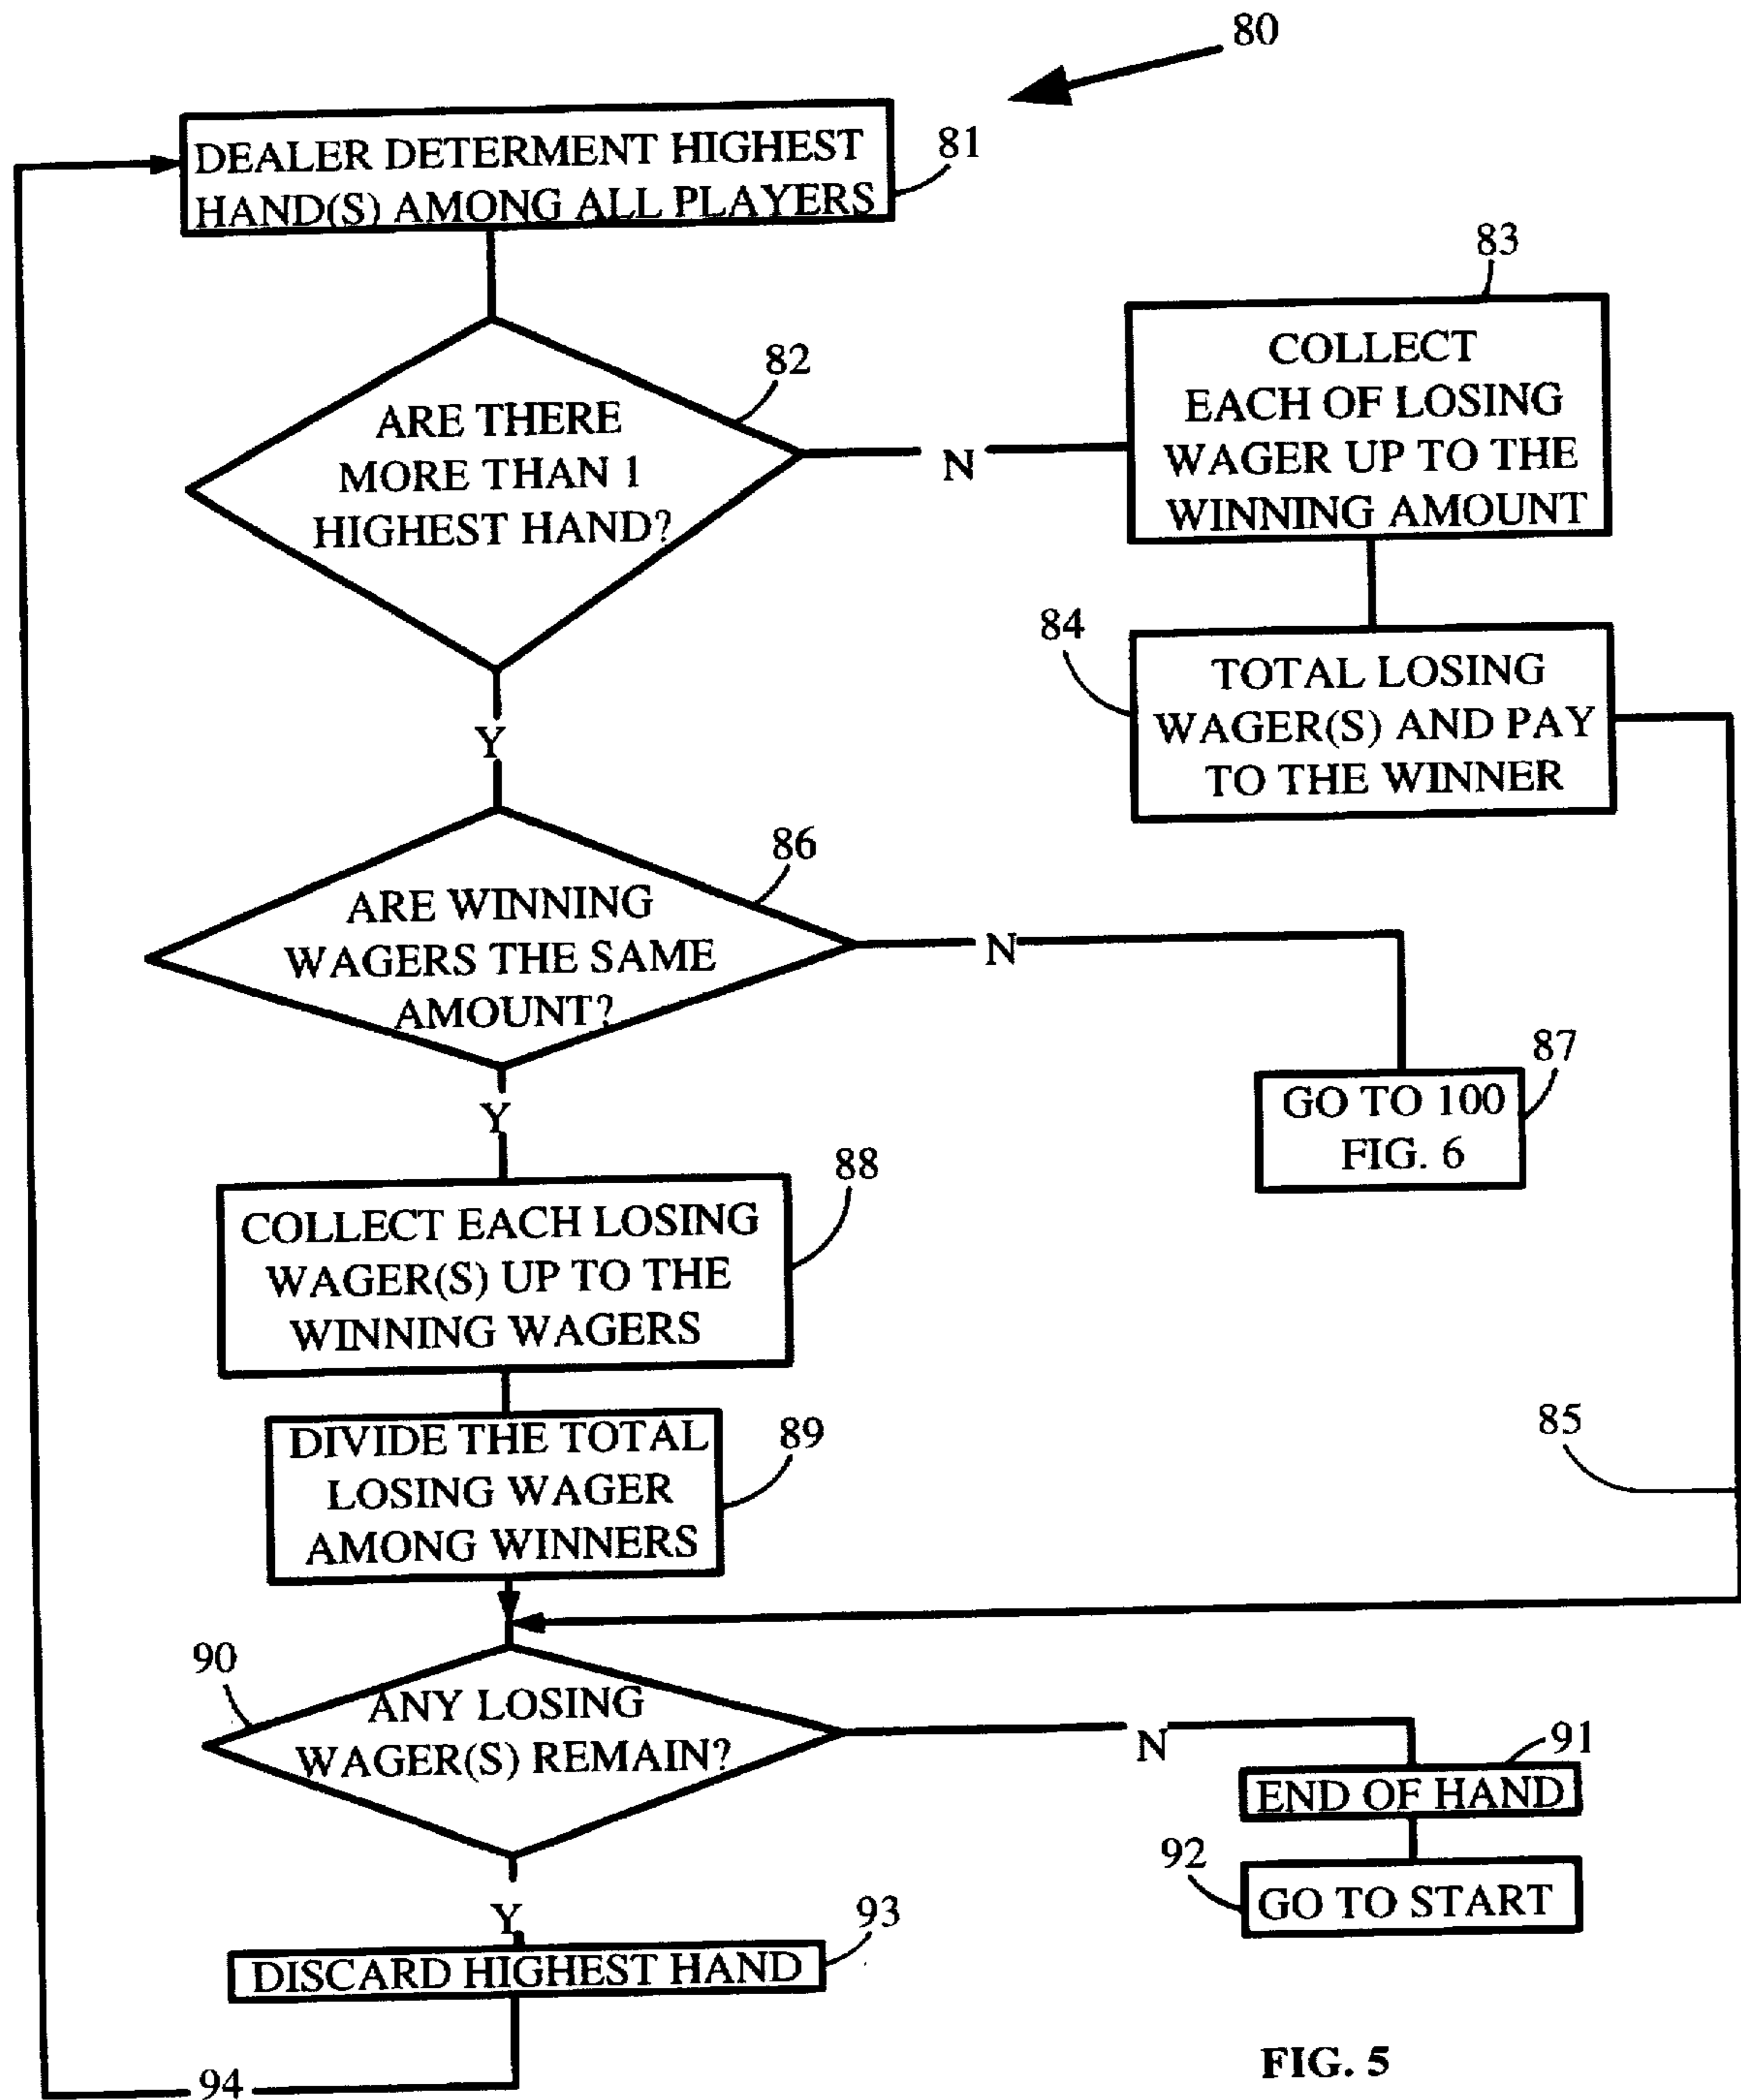 80
DEALER DETERMENT HIGHEST
HAND(S) AMONG ALL PLAYERS
81
83
COLLECT
EACH OF LOSING
WAGER UP TO THE
WINNING AMOUNT
82
ARE THERE
MORE THAN 1
HIGHEST HAND?
N
84
TOTAL LOSING
WAGER(S) AND PAY
TO THE WINNER
Y
86
ARE WINNING
WAGERS THE SAME
AMOUNT?
N
87
GO TO 100
FIG. 6
Y
88
COLLECT EACH LOSING
WAGER(S) UP TO THE
WINNING WAGERS
89
DIVIDE THE TOTAL
LOSING WAGER
AMONG WINNERS
85
90
ANY LOSING
WAGER(S) REMAIN?
N
91
END OF HAND
92
GO TO START
Y
93
DISCARD HIGHEST HAND
94
FIG. 5